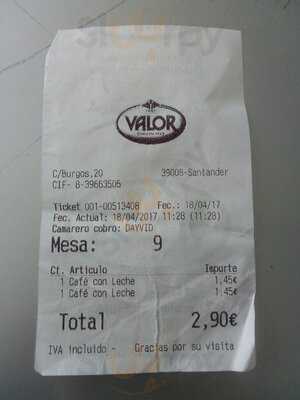 VALOR
C/Burgos,20 39008-Santander
CIF- B-39663506
Ticket 001-00513408 Fec.: 18/04/17
Fec. Actual: 18/04/2017 11:28 (11:28)
Camarero cobro: DAYVID
Mesa: 9
Ct. Articulo Importe
1 Café con Leche 1,45€
1 Café con Leche 1,45€
Total 2,90€
IVA incluido - Gracias por su visita